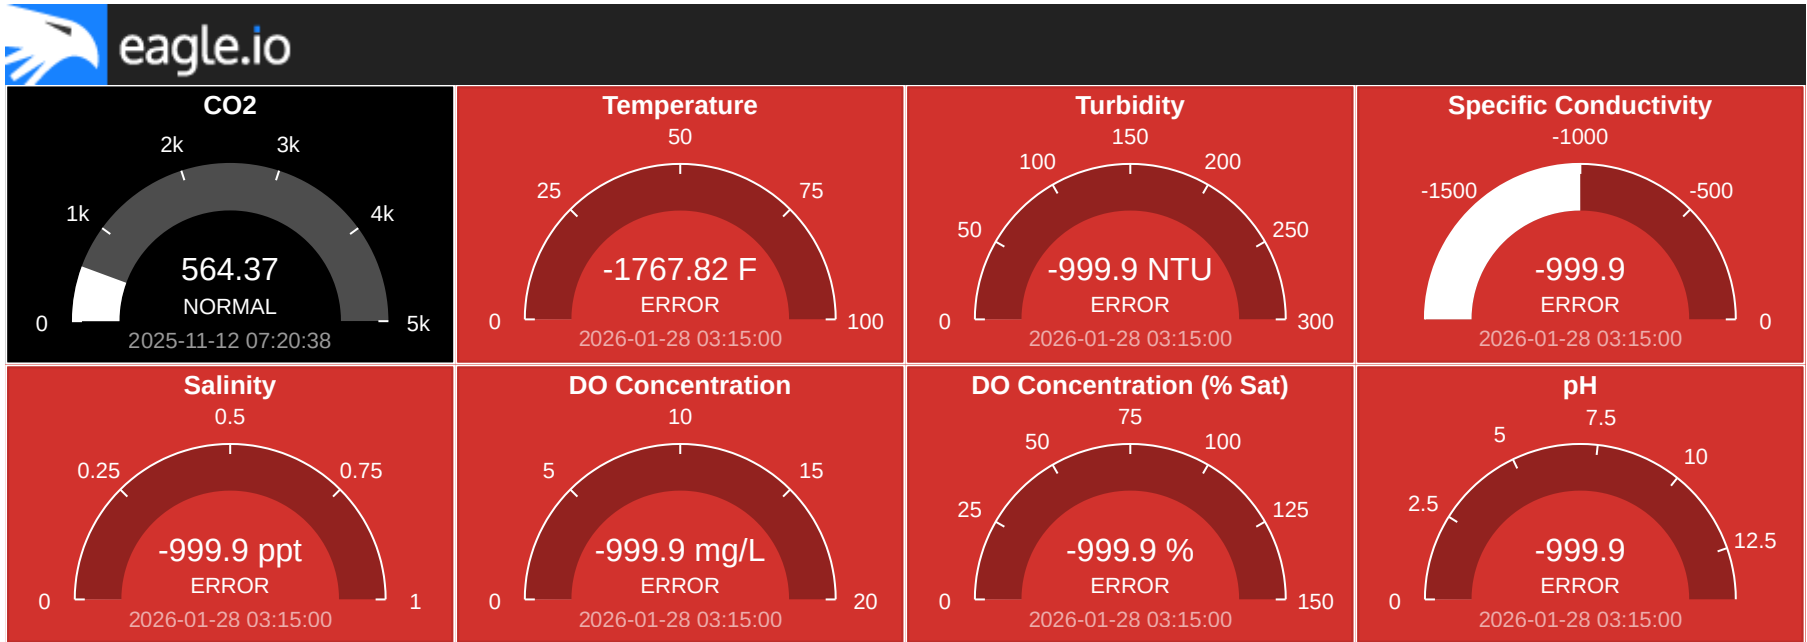 eagle.io
CO2
2k 3k
1k 4k
564.37
NORMAL
0 5k
2025-11-12 07:20:38
Temperature
50
25 75
-1767.82 F
ERROR
0 100
2026-01-28 03:15:00
Turbidity
150
100 200
50 250
-999.9 NTU
ERROR
0 300
2026-01-28 03:15:00
Specific Conductivity
-1000
-1500 -500
-999.9
ERROR
0
2026-01-28 03:15:00
Salinity
0.5
0.25 0.75
-999.9 ppt
ERROR
0 1
2026-01-28 03:15:00
DO Concentration
10
5 15
-999.9 mg/L
ERROR
0 20
2026-01-28 03:15:00
DO Concentration (% Sat)
75
50 100
25 125
-999.9 %
ERROR
0 150
2026-01-28 03:15:00
pH
7.5
5 10
2.5 12.5
-999.9
ERROR
0
2026-01-28 03:15:00